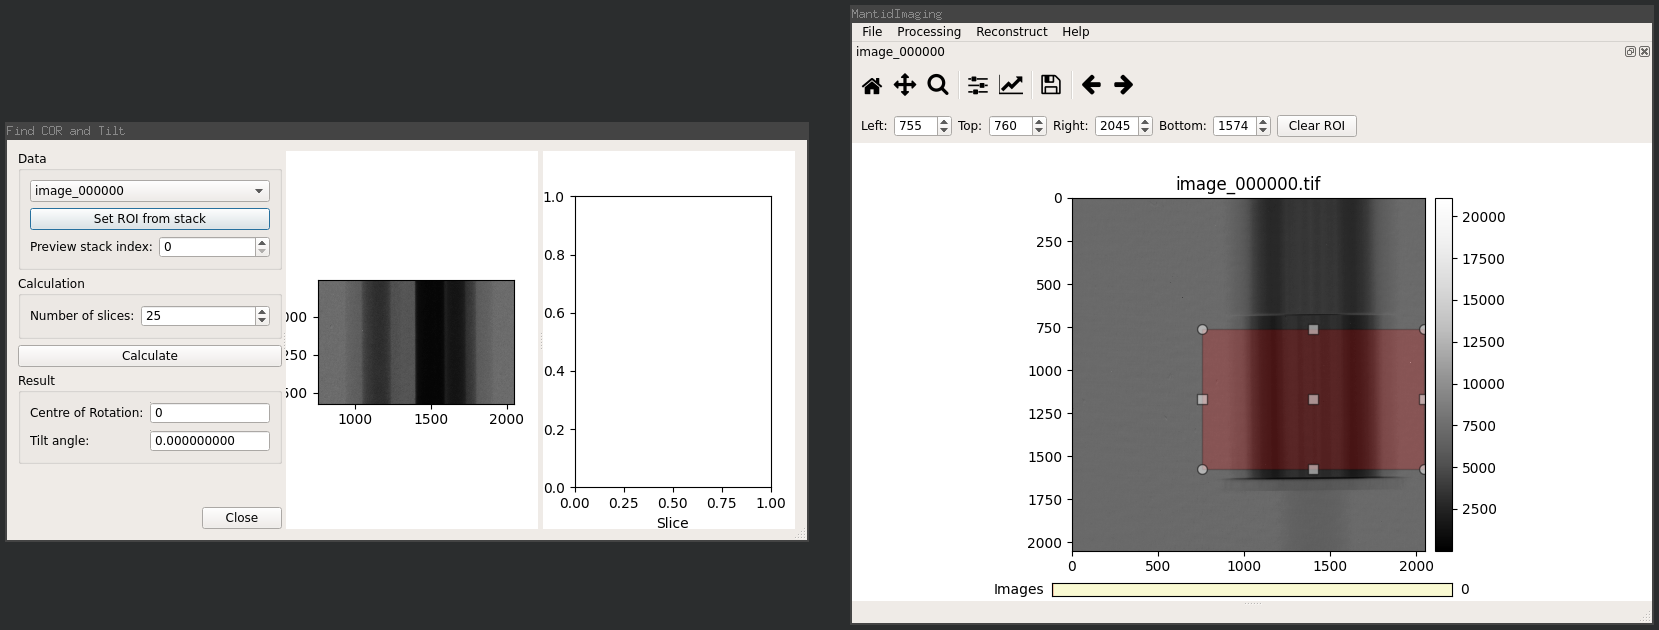 Find COR and Tilt
Data
image_000000
Set ROI from stack
Preview stack index: 0
Calculation
Number of slices: 25
Calculate
Result
Centre of Rotation: 0
Tilt angle: 0.000000000
Close
000
250
500
1000 1500 2000
1.0
0.8
0.6
0.4
0.2
0.0
0.00 0.25 0.50 0.75 1.00
Slice
MantidImaging
File Processing Reconstruct Help
image_000000
Left: 755 Top: 760 Right: 2045 Bottom: 1574 Clear ROI
image_000000.tif
0
250
500
750
1000
1250
1500
1750
2000
0 500 1000 1500 2000
20000
17500
15000
12500
10000
7500
5000
2500
Images 0